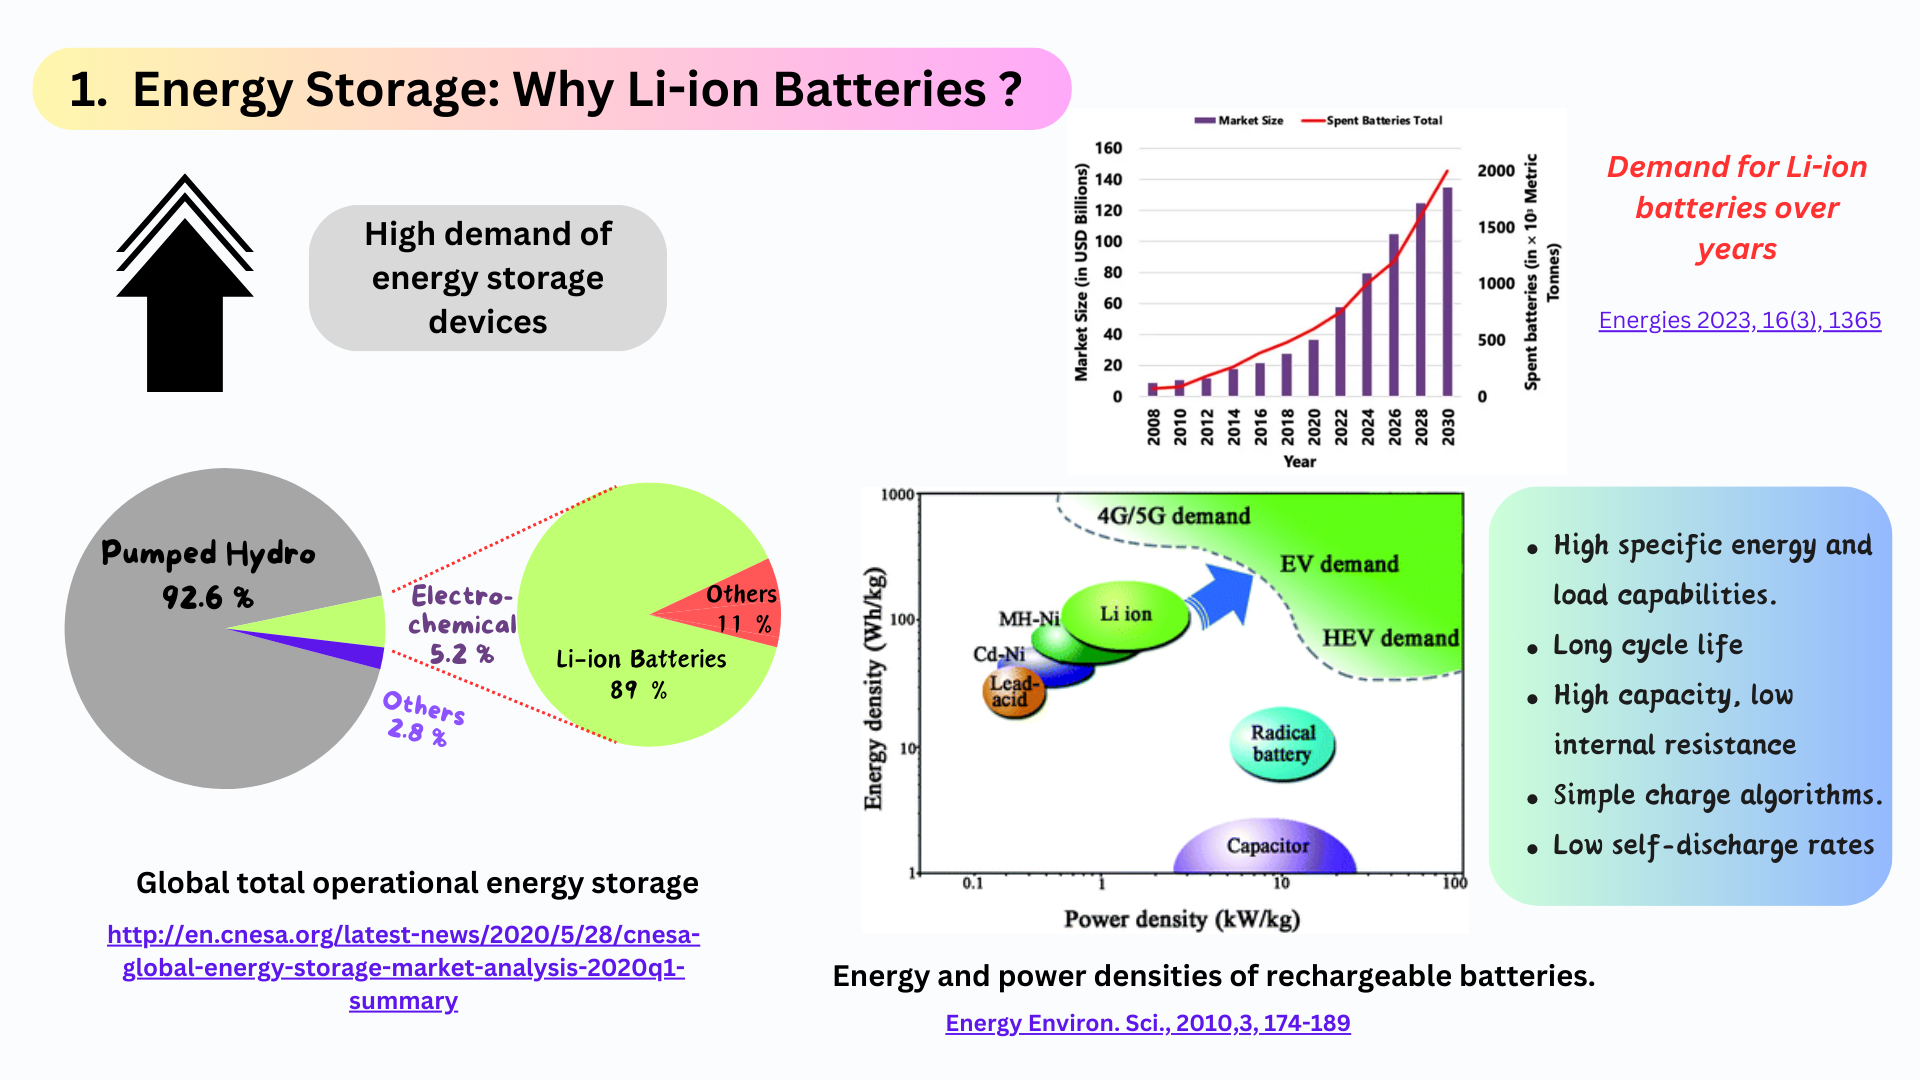 1. Energy Storage: Why Li-ion Batteries ?
High demand of
energy storage
devices
Market Size
Spent Batteries Total
Market Size (in USD Billions)
160
140
120
100
80
60
40
20
0
2000
1500
1000
500
0
Spent batteries (in × 10³ Metric
Tonnes)
2008
2010
2012
2014
2016
2018
2020
2022
2024
2026
2028
2030
Year
Demand for Li-ion
batteries over
years
Energies 2023, 16(3), 1365
Pumped Hydro
92.6 %
Electro-
chemical
5.2 %
Others
2.8 %
Others
11 %
Li-ion Batteries
89 %
Global total operational energy storage
http://en.cnesa.org/latest-news/2020/5/28/cnesa-
global-energy-storage-market-analysis-2020q1-
summary
Energy density (Wh/kg)
1000
100
10
1
4G/5G demand
EV demand
HEV demand
Li ion
MH-Ni
Cd-Ni
Lead-
acid
Radical
battery
Capacitor
0.1
1
10
100
Power density (kW/kg)
Energy and power densities of rechargeable batteries.
Energy Environ. Sci., 2010,3, 174-189
• High specific energy and
load capabilities.
• Long cycle life
• High capacity, low
internal resistance
• Simple charge algorithms.
• Low self-discharge rates